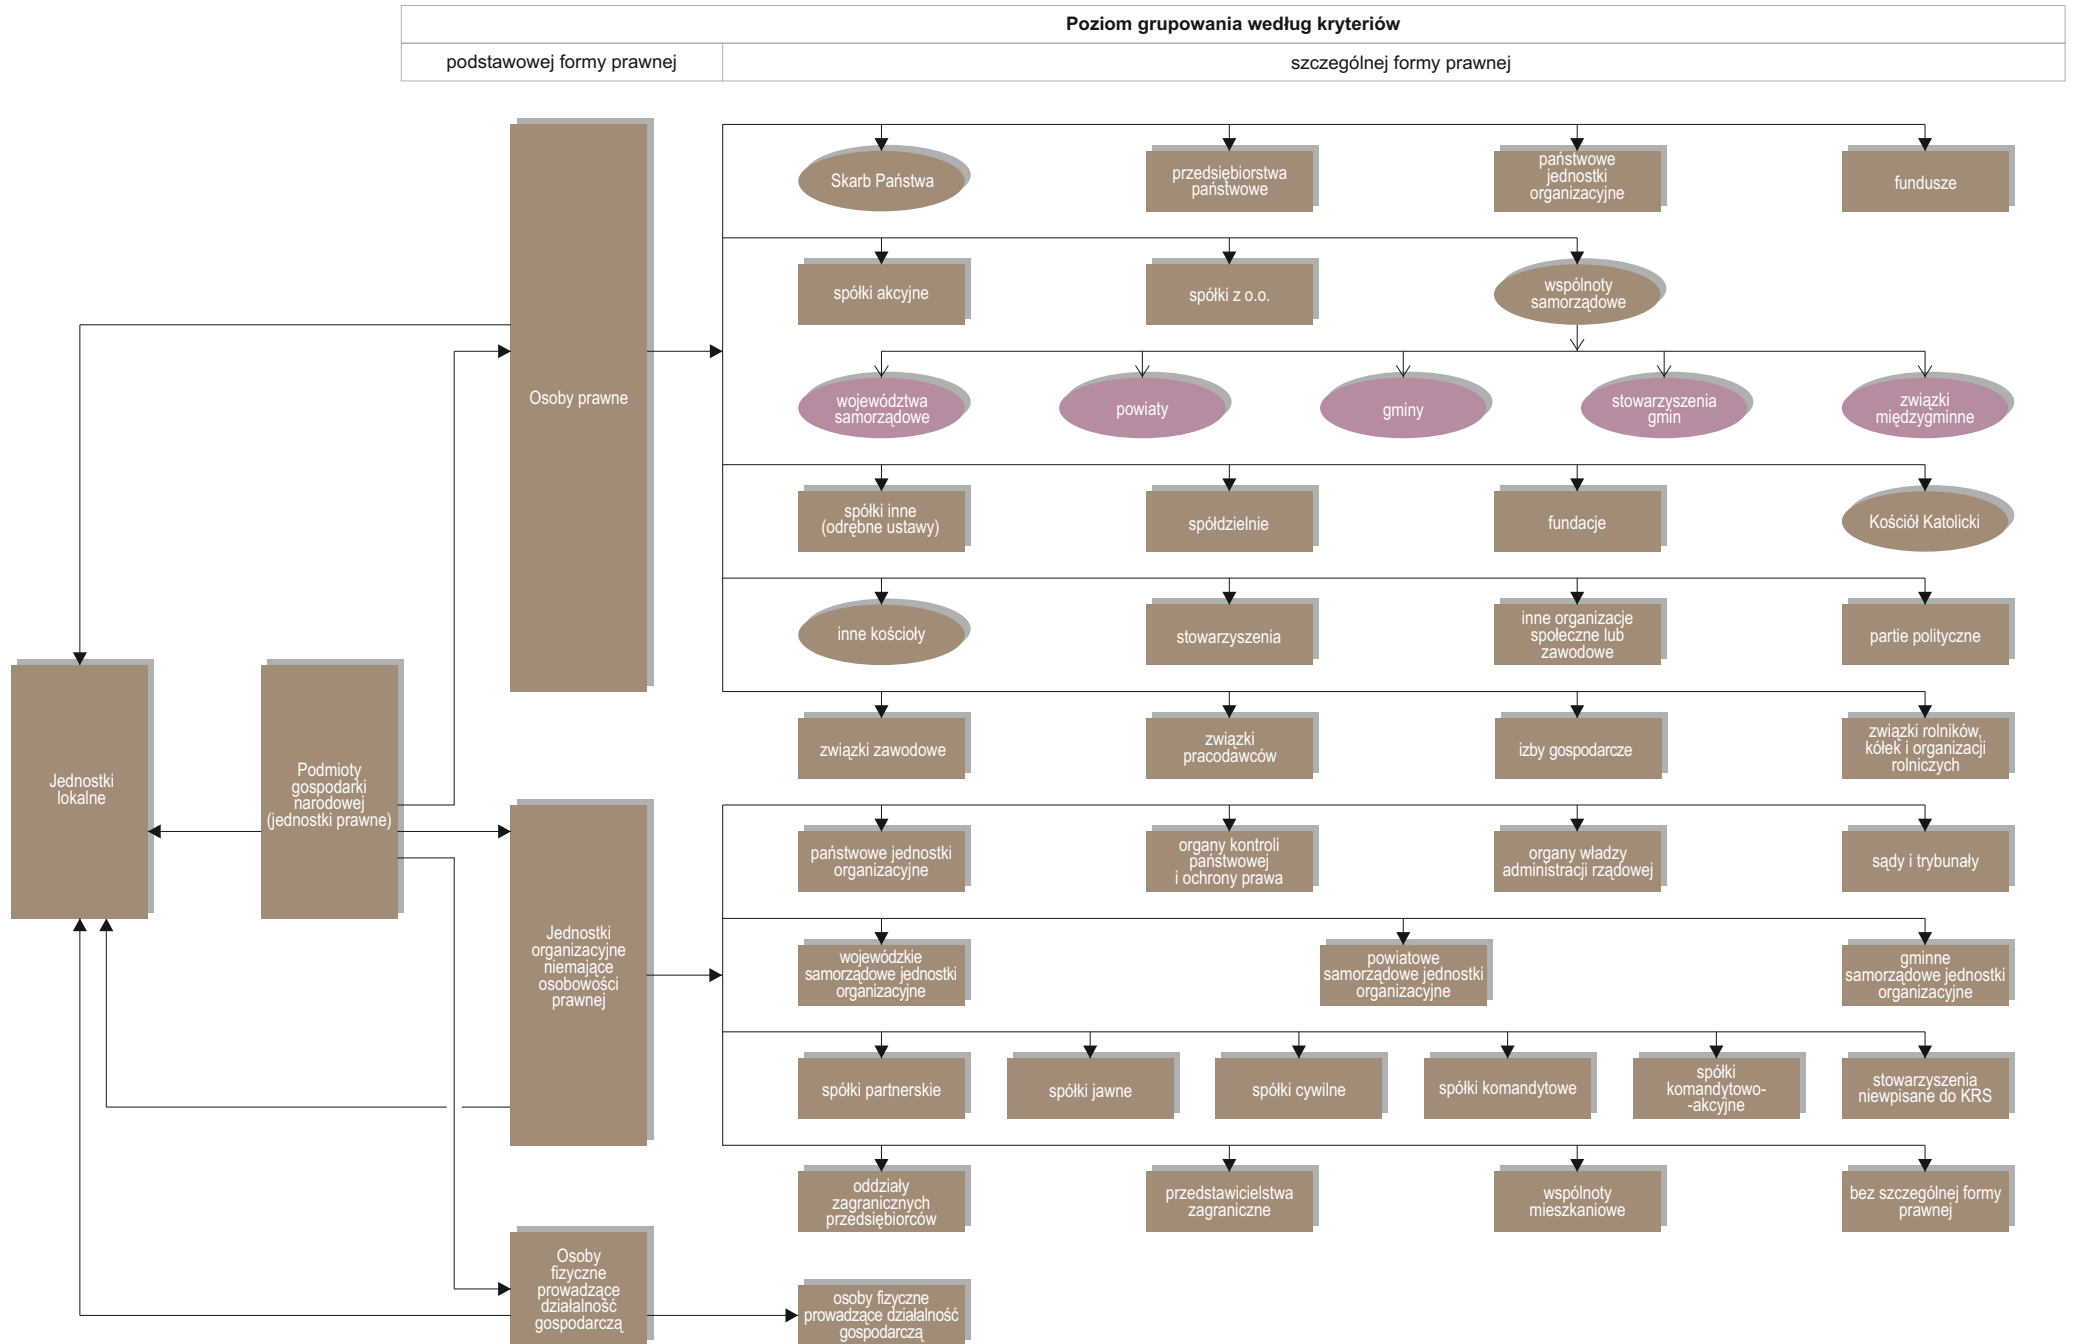 Poziom grupowania według kryteriów
podstawowej formy prawnej
szczególnej formy prawnej
Skarb Państwa
przedsiębiorstwa
państwowe
państwowe
jednostki
organizacyjne
fundusze
spółki akcyjne
spółki z o.o.
wspólnoty
samorządowe
Osoby prawne
województwa
samorządowe
powiaty
gminy
stowarzyszenia
gmin
związki
międzygminne
spółki inne
(odrębne ustawy)
spółdzielnie
fundacje
Kościół Katolicki
inne kościoły
stowarzyszenia
inne organizacje
społeczne lub
zawodowe
partie polityczne
związki zawodowe
związki
pracodawców
izby gospodarcze
związki rolników,
kółek i organizacji
rolniczych
Jednostki
lokalne
Podmioty
gospodarki
narodowej
(jednostki prawne)
państwowe jednostki
organizacyjne
organy kontroli
państwowej
i ochrony prawa
organy władzy
administracji rządowej
sądy i trybunały
Jednostki
organizacyjne
niemające
osobowości
prawnej
wojewódzkie
samorządowe jednostki
organizacyjne
powiatowe
samorządowe jednostki
organizacyjne
gminne
samorządowe jednostki
organizacyjne
spółki partnerskie
spółki jawne
spółki cywilne
spółki komandytowe
spółki
komandytowo-
-akcyjne
stowarzyszenia
niewpisane do KRS
oddziały
zagranicznych
przedsiębiorców
przedstawicielstwa
zagraniczne
wspólnoty
mieszkaniowe
bez szczególnej formy
prawnej
Osoby
fizyczne
prowadzące
działalność
gospodarczą
osoby fizyczne
prowadzące działalność
gospodarczą